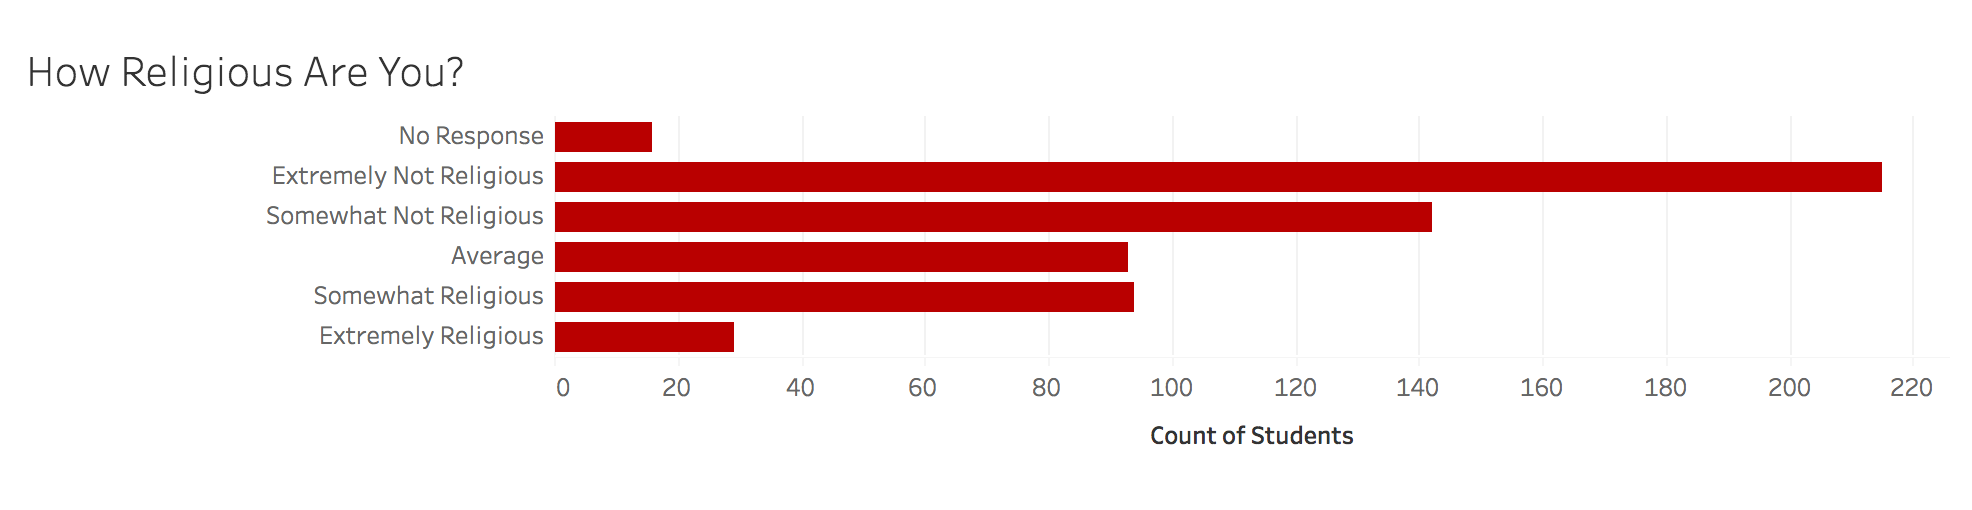 How Religious Are You?
No Response
Extremely Not Religious
Somewhat Not Religious
Average
Somewhat Religious
Extremely Religious
0 20 40 60 80 100 120 140 160 180 200 220
Count of Students